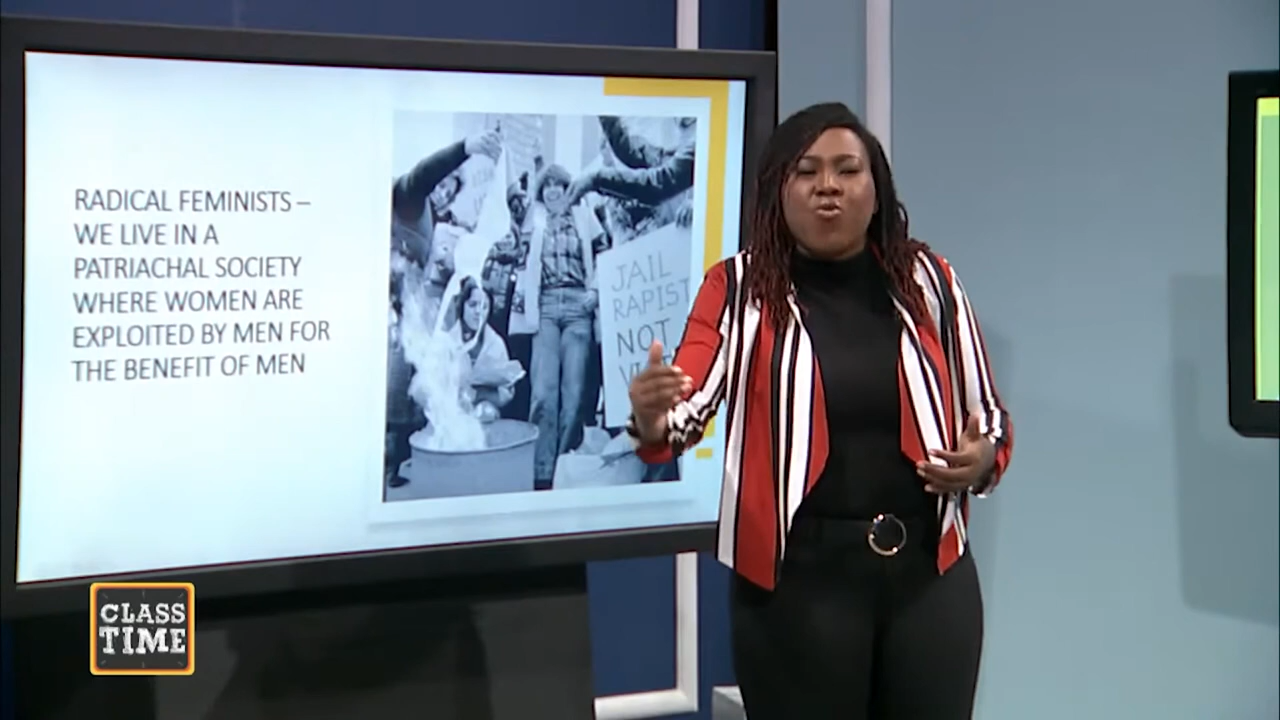 RADICAL FEMINISTS –
WE LIVE IN A
PATRIACHAL SOCIETY
WHERE WOMEN ARE
EXPLOITED BY MEN FOR
THE BENEFIT OF MEN
JAIL
RAPIST
NOT
CLASS
TIME